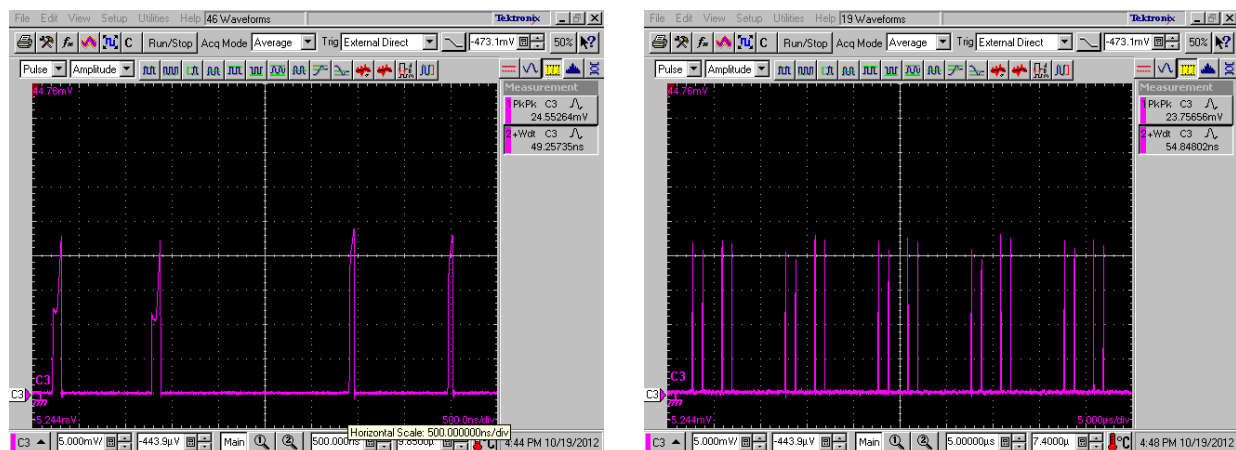 File Edit View Setup Utilities Help 46 Waveforms Tektronix
C Run/Stop Acq Mode Average Trig External Direct -473.1mV 50%
Pulse Amplitude
44.76mV
Measurement
1 PkPk C3
24.55264mV
2 +Wdt C3
49.25735ns
C3
C3
-5.244mV 500.0ns/div
Horizontal Scale: 500.000000ns/div
C3 5.000mV/ -443.9µV Main 500.000ns 9.8500µ °C 4:44 PM 10/19/2012
File Edit View Setup Utilities Help 19 Waveforms Tektronix
C Run/Stop Acq Mode Average Trig External Direct -473.1mV 50%
Pulse Amplitude
44.76mV
Measurement
1 PkPk C3
23.75656mV
2 +Wdt C3
54.84802ns
C3
C3
-5.244mV 5.000µs/div
C3 5.000mV/ -443.9µV Main 5.00000µs 7.4000µ °C 4:48 PM 10/19/2012